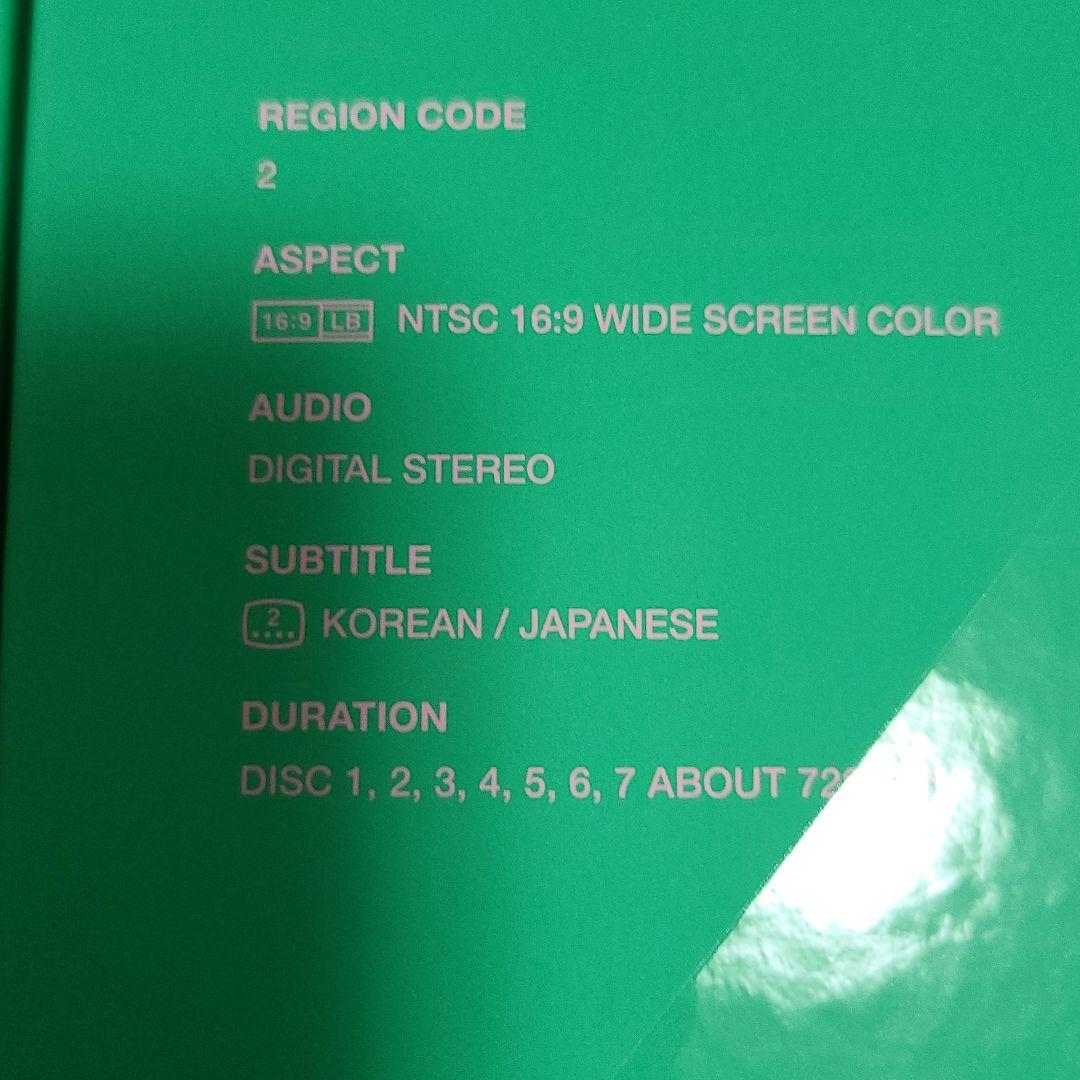 REGION CODE
2
ASPECT
16:9 LB NTSC 16:9 WIDE SCREEN COLOR
AUDIO
DIGITAL STEREO
SUBTITLE
2 KOREAN / JAPANESE
DURATION
DISC 1, 2, 3, 4, 5, 6, 7 ABOUT